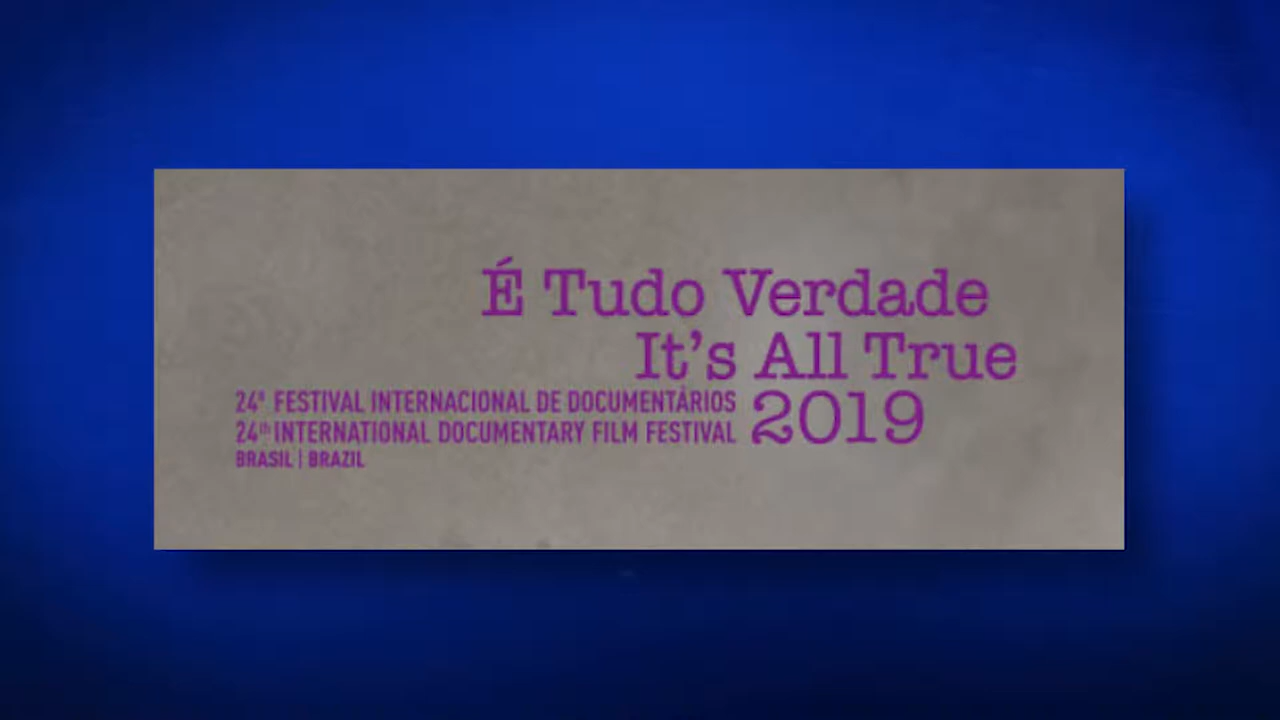 É Tudo Verdade
It's All True
24º FESTIVAL INTERNACIONAL DE DOCUMENTÁRIOS 2019
24th INTERNATIONAL DOCUMENTARY FILM FESTIVAL
BRASIL | BRAZIL